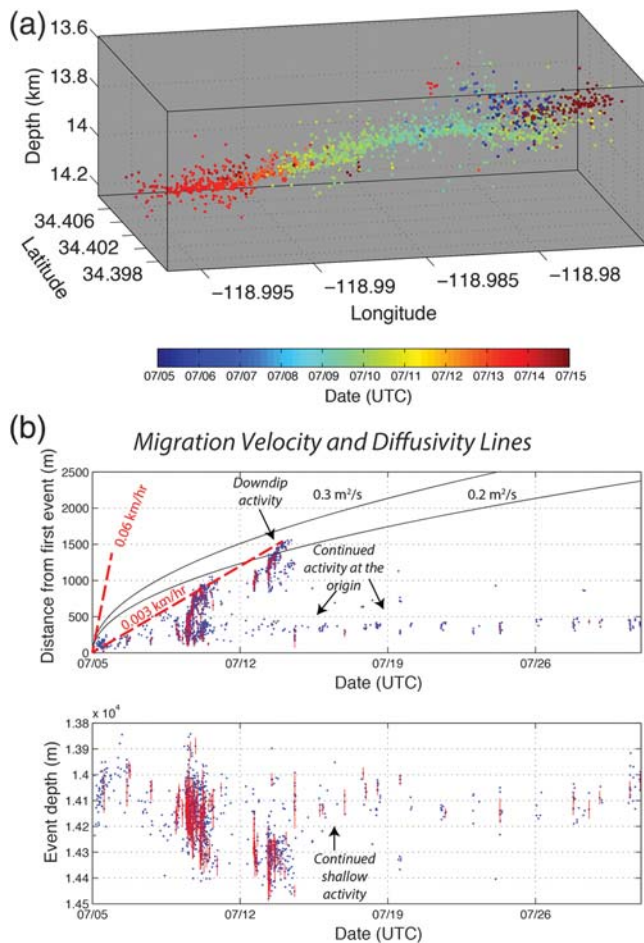 (a)
13.6
13.8
14
14.2
Depth (km)
34.406
34.402
34.398
Latitude
−118.995
−118.99
−118.985
−118.98
Longitude
07/05 07/06 07/07 07/08 07/09 07/10 07/11 07/12 07/13 07/14 07/15
Date (UTC)
(b)
Migration Velocity and Diffusivity Lines
2500
2000
1500
1000
500
0
Distance from first event (m)
0.06 km/hr
0.003 km/hr
Downdip
activity
0.3 m²/s
0.2 m²/s
Continued
activity at the
origin
07/05 07/12 07/19 07/26
Date (UTC)
x 10⁴
1.38
1.39
1.4
1.41
1.42
1.43
1.44
1.45
Event depth (m)
Continued
shallow
activity
07/05 07/12 07/19 07/26
Date (UTC)